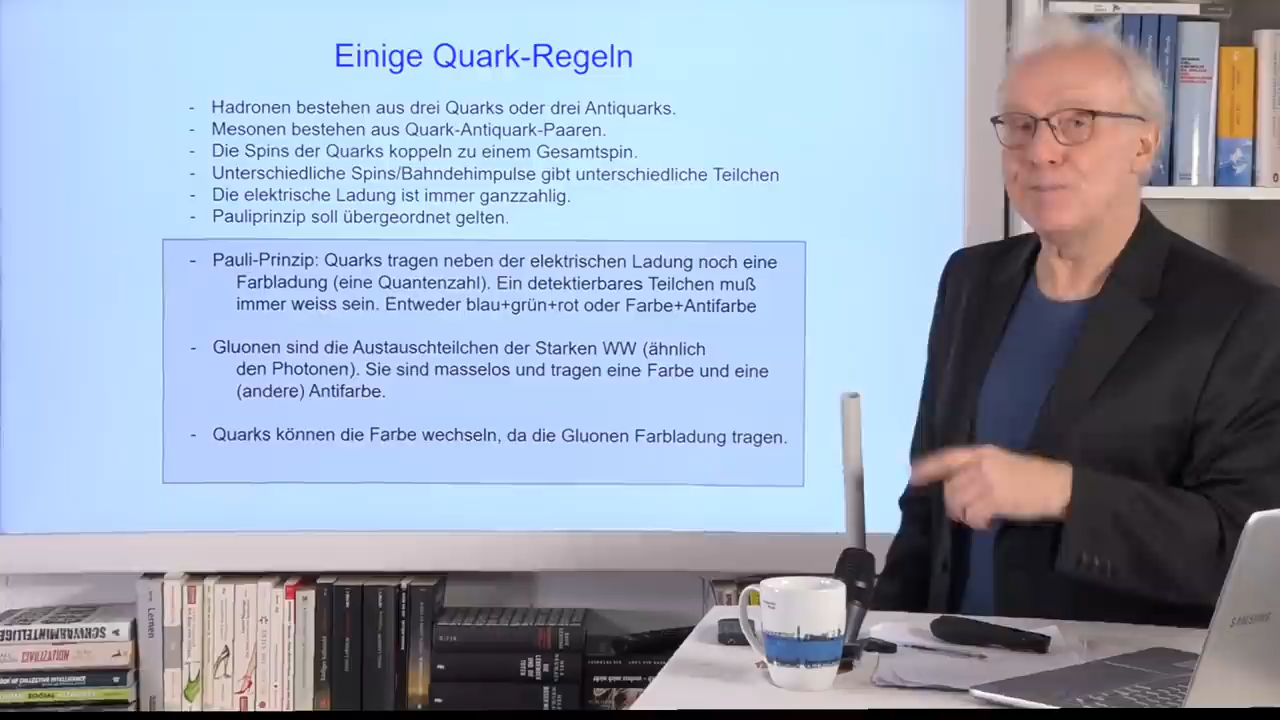 Einige Quark-Regeln
- Hadronen bestehen aus drei Quarks oder drei Antiquarks.
- Mesonen bestehen aus Quark-Antiquark-Paaren.
- Die Spins der Quarks koppeln zu einem Gesamtspin.
- Unterschiedliche Spins/Bahndehimpulse gibt unterschiedliche Teilchen
- Die elektrische Ladung ist immer ganzzahlig.
- Pauliprinzip soll übergeordnet gelten.
- Pauli-Prinzip: Quarks tragen neben der elektrischen Ladung noch eine
Farbladung (eine Quantenzahl). Ein detektierbares Teilchen muß
immer weiss sein. Entweder blau+grün+rot oder Farbe+Antifarbe
- Gluonen sind die Austauschteilchen der Starken WW (ähnlich
den Photonen). Sie sind masselos und tragen eine Farbe und eine
(andere) Antifarbe.
- Quarks können die Farbe wechseln, da die Gluonen Farbladung tragen.
Lernen
CIVILIZATION
SAMSUNG